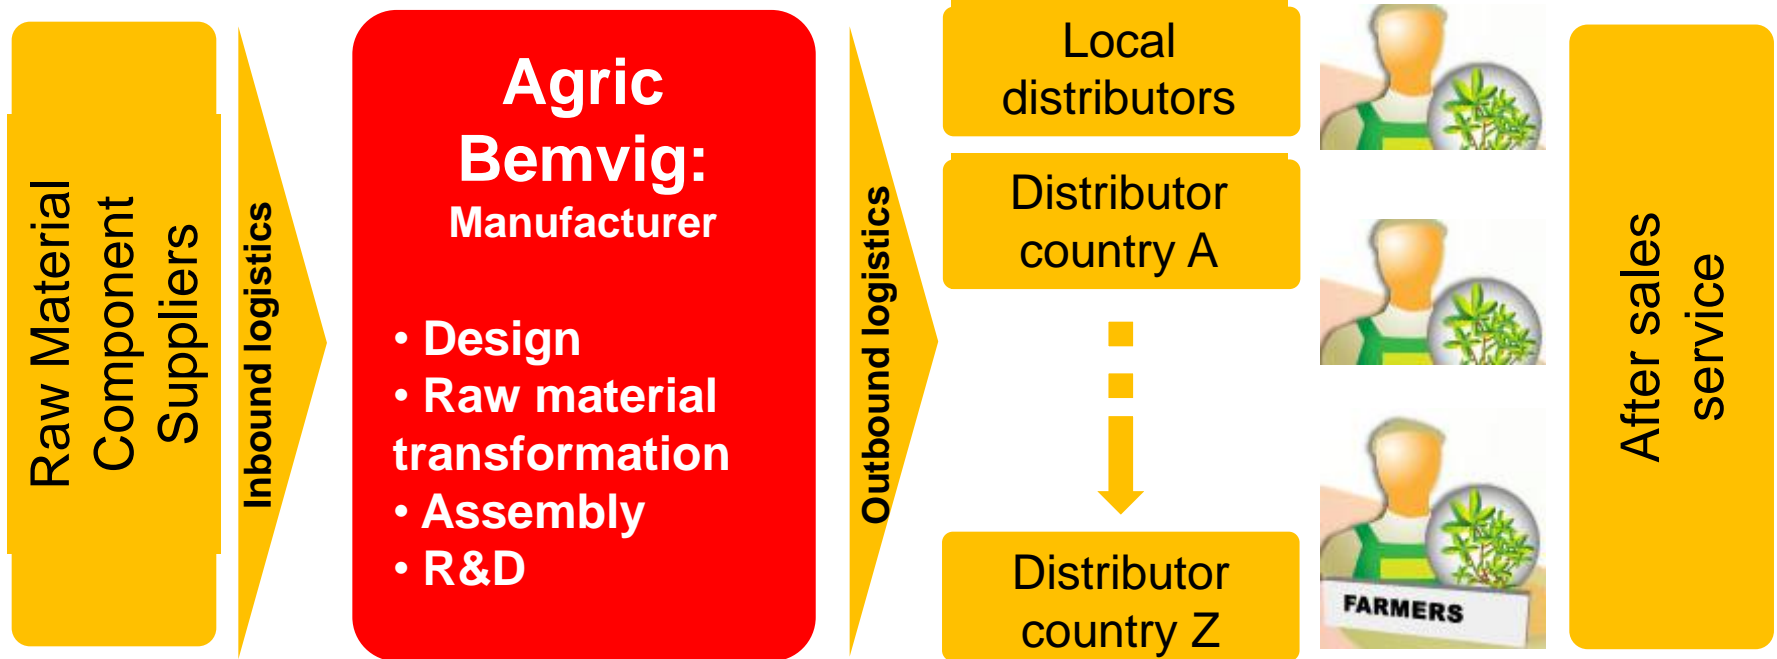 Raw Material
Component
Suppliers
Inbound logistics
Agric
Bemvig:
Manufacturer
• Design
• Raw material
transformation
• Assembly
• R&D
Outbound logistics
Local
distributors
Distributor
country A
Distributor
country Z
FARMERS
After sales
service